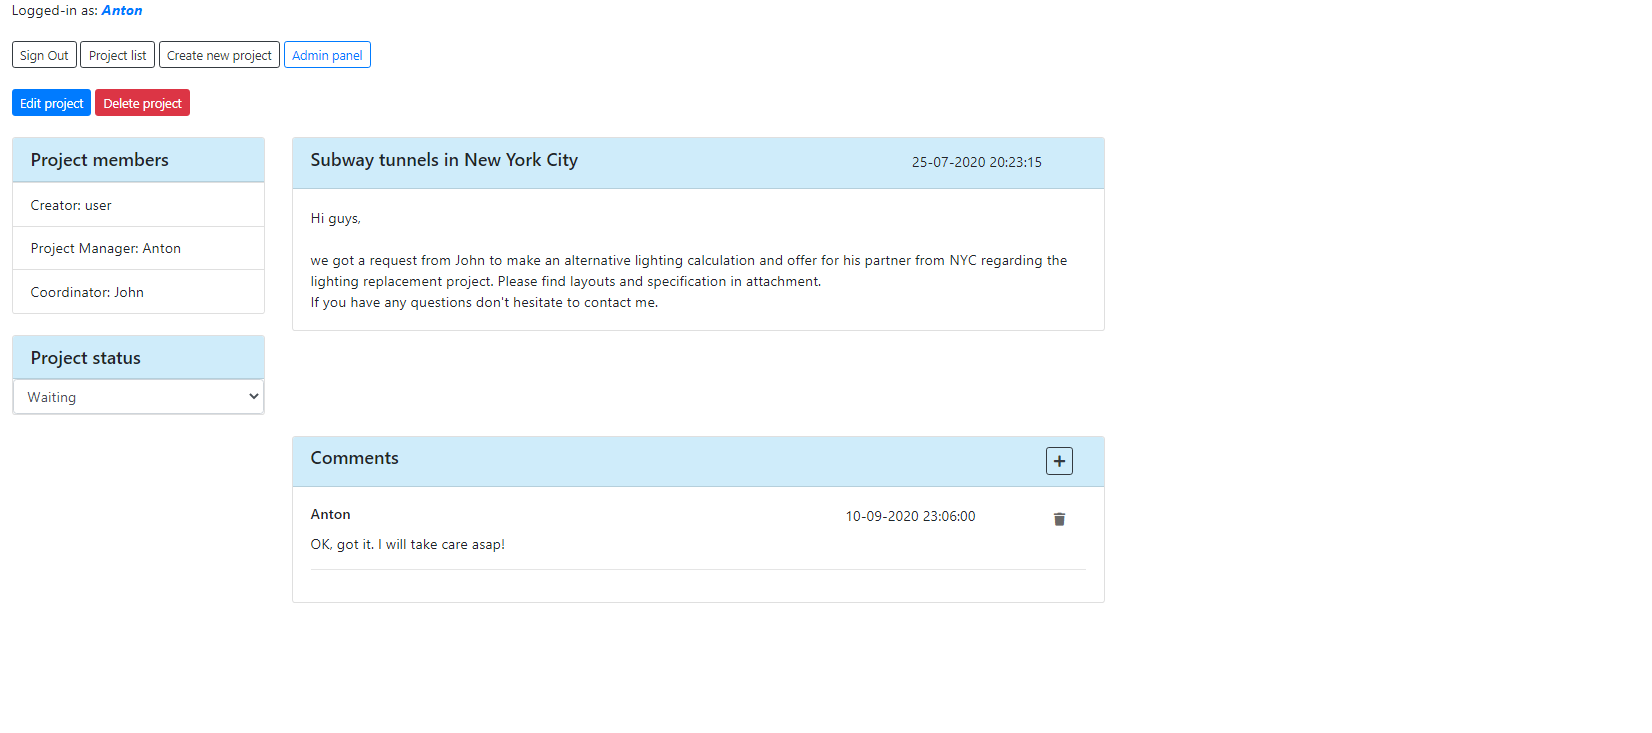 Logged-in as: Anton
Sign Out Project list Create new project Admin panel
Edit project Delete project
Project members
Creator: user
Project Manager: Anton
Coordinator: John
Project status
Waiting
Subway tunnels in New York City 25-07-2020 20:23:15
Hi guys,
we got a request from John to make an alternative lighting calculation and offer for his partner from NYC regarding the
lighting replacement project. Please find layouts and specification in attachment.
If you have any questions don't hesitate to contact me.
Comments +
Anton 10-09-2020 23:06:00
OK, got it. I will take care asap!